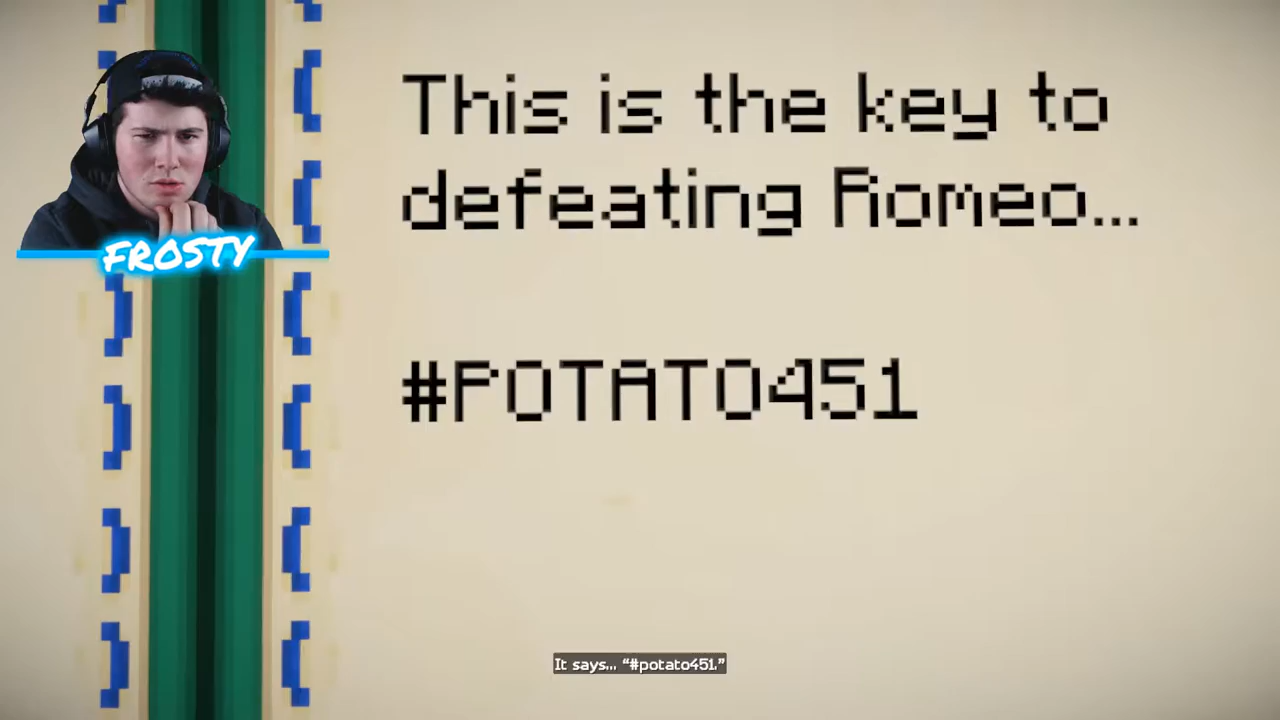 This is the key to
defeating Romeo...
#POTATO451
FROSTY
It says... “#potato451.”